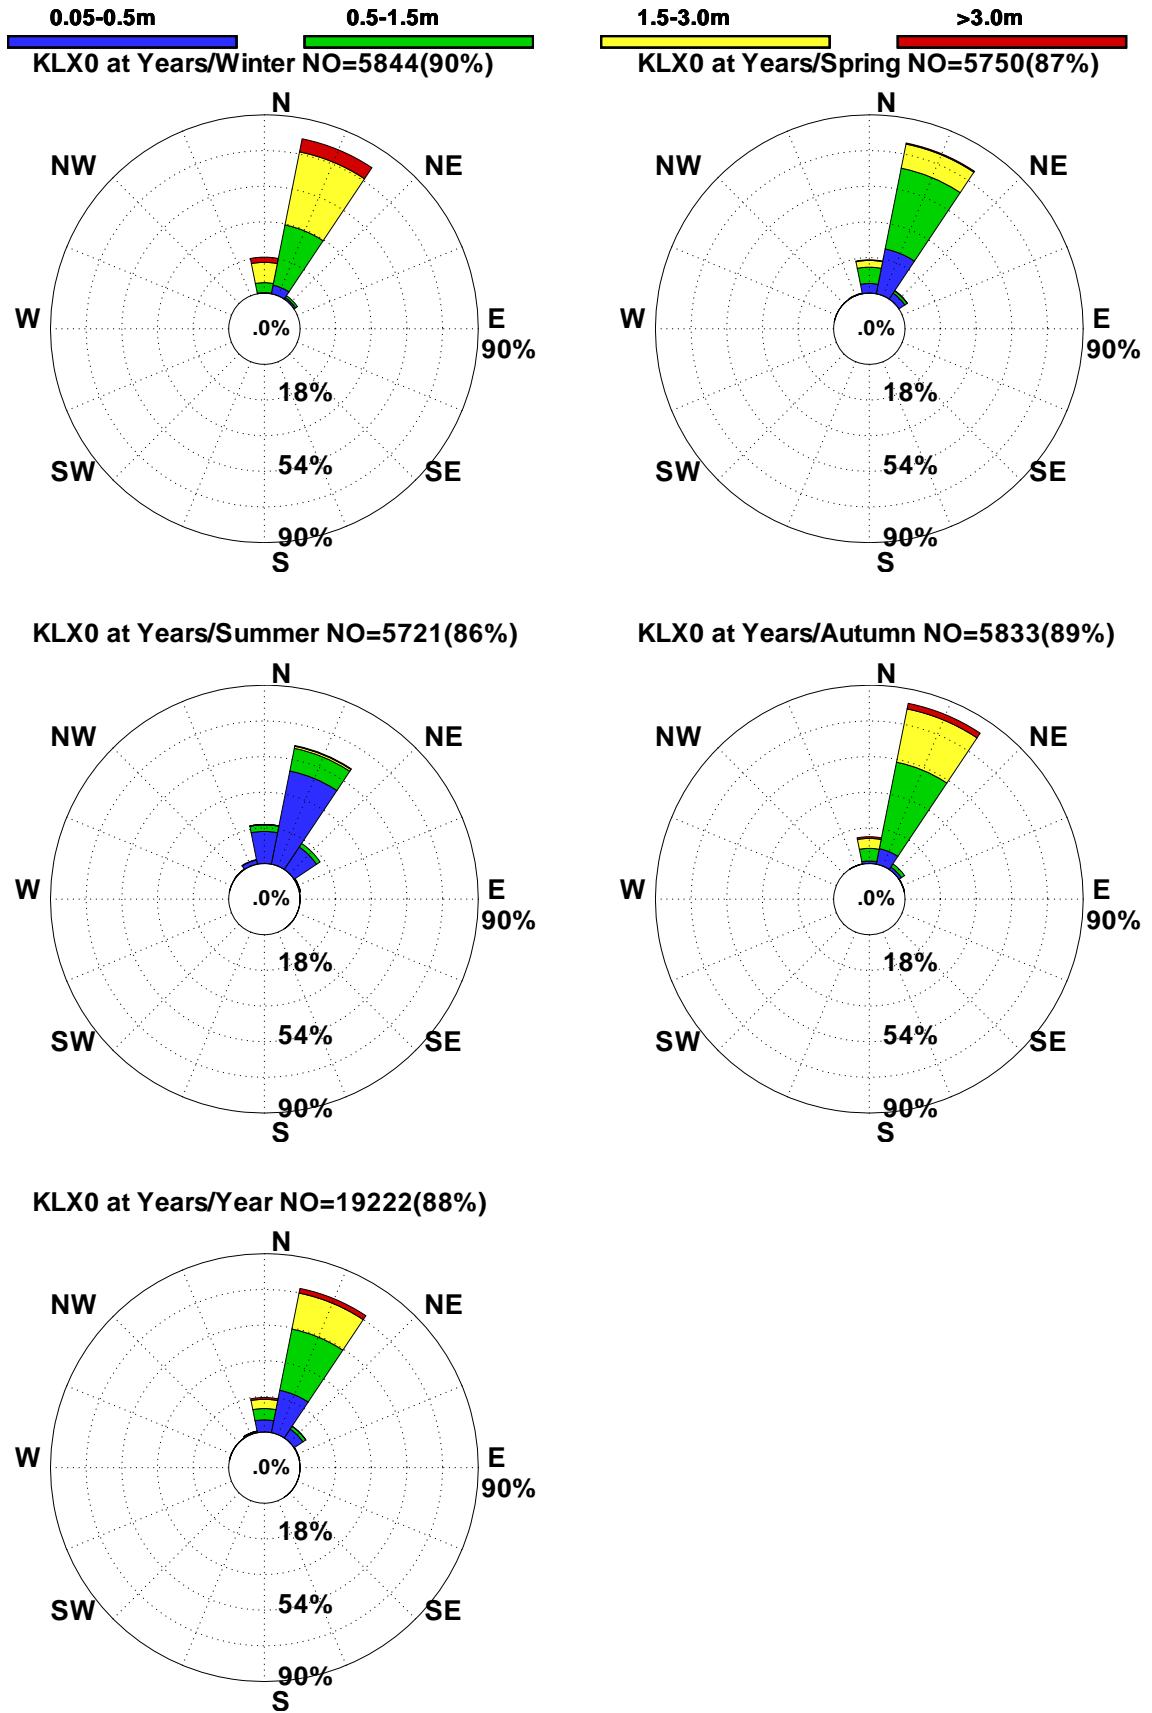 0.05-0.5m 0.5-1.5m 1.5-3.0m >3.0m
KLX0 at Years/Winter NO=5844(90%)
N
NW NE
W .0% E
90%
18%
SW 54% SE
90%
S
KLX0 at Years/Spring NO=5750(87%)
N
NW NE
W .0% E
90%
18%
SW 54% SE
90%
S
KLX0 at Years/Summer NO=5721(86%)
N
NW NE
W .0% E
90%
18%
SW 54% SE
90%
S
KLX0 at Years/Autumn NO=5833(89%)
N
NW NE
W .0% E
90%
18%
SW 54% SE
90%
S
KLX0 at Years/Year NO=19222(88%)
N
NW NE
W .0% E
90%
18%
SW 54% SE
90%
S